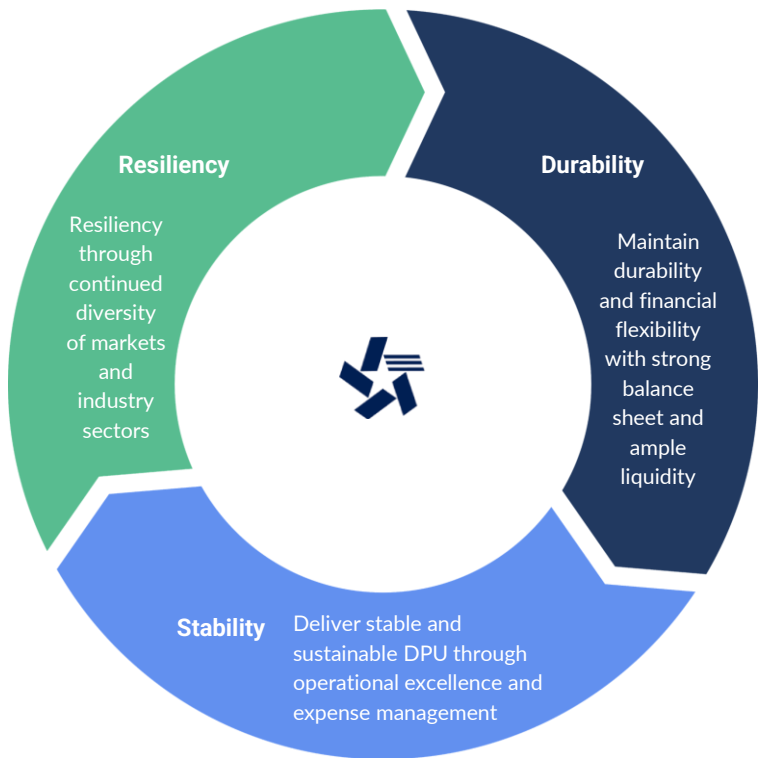 Resiliency
Resiliency
through
continued
diversity
of markets
and
industry
sectors
Durability
Maintain
durability
and financial
flexibility
with strong
balance
sheet and
ample
liquidity
Stability
Deliver stable and
sustainable DPU through
operational excellence and
expense management